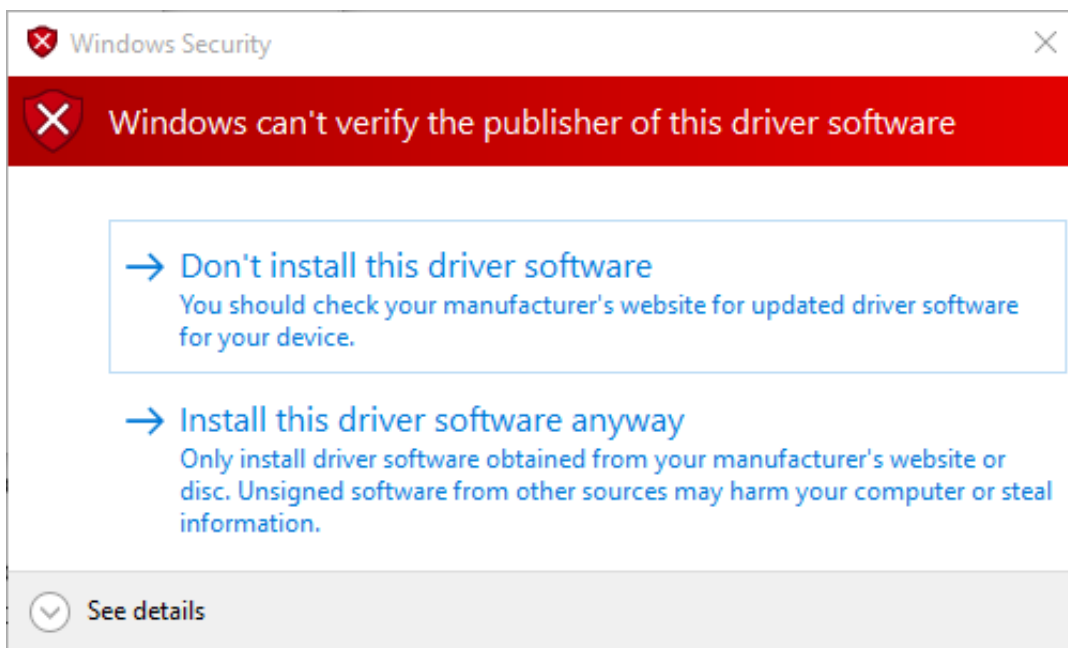 Windows Security
Windows can't verify the publisher of this driver software
Don't install this driver software
You should check your manufacturer's website for updated driver software
for your device.
Install this driver software anyway
Only install driver software obtained from your manufacturer's website or
disc. Unsigned software from other sources may harm your computer or steal
information.
See details